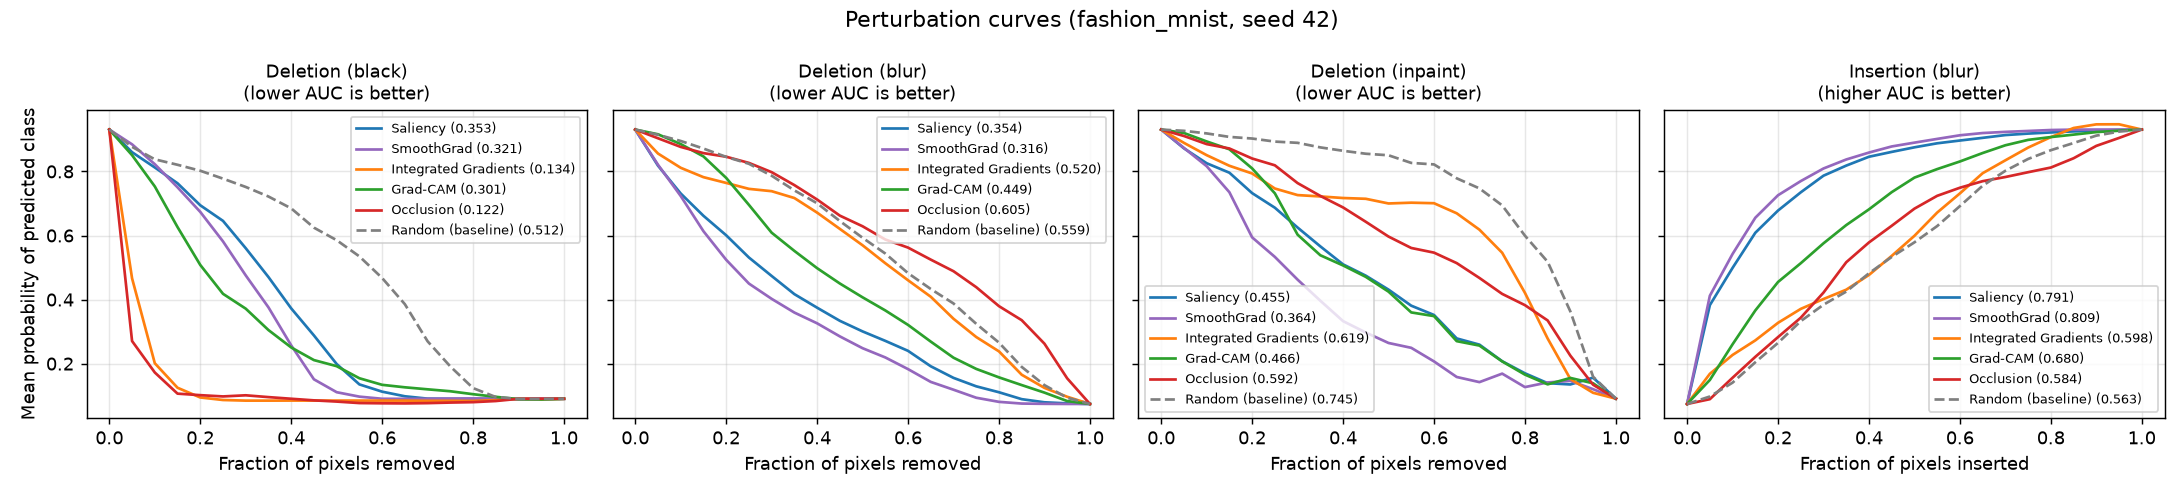 Perturbation curves (fashion_mnist, seed 42)
Deletion (black)
(lower AUC is better)
Mean probability of predicted class
0.8
0.6
0.4
0.2
Saliency (0.353)
SmoothGrad (0.321)
Integrated Gradients (0.134)
Grad-CAM (0.301)
Occlusion (0.122)
Random (baseline) (0.512)
0.0 0.2 0.4 0.6 0.8 1.0
Fraction of pixels removed
Deletion (blur)
(lower AUC is better)
Saliency (0.354)
SmoothGrad (0.316)
Integrated Gradients (0.520)
Grad-CAM (0.449)
Occlusion (0.605)
Random (baseline) (0.559)
0.0 0.2 0.4 0.6 0.8 1.0
Fraction of pixels removed
Deletion (inpaint)
(lower AUC is better)
Saliency (0.455)
SmoothGrad (0.364)
Integrated Gradients (0.619)
Grad-CAM (0.466)
Occlusion (0.592)
Random (baseline) (0.745)
0.0 0.2 0.4 0.6 0.8 1.0
Fraction of pixels removed
Insertion (blur)
(higher AUC is better)
Saliency (0.791)
SmoothGrad (0.809)
Integrated Gradients (0.598)
Grad-CAM (0.680)
Occlusion (0.584)
Random (baseline) (0.563)
0.0 0.2 0.4 0.6 0.8 1.0
Fraction of pixels inserted